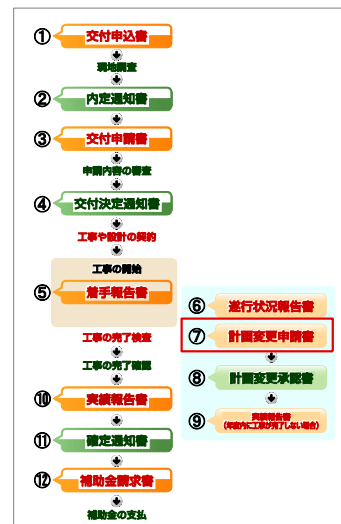 ① 交付申込書
現地調査
② 内定通知書
③ 交付申請書
申請内容の審査
④ 交付決定通知書
工事や設計の契約
工事の開始
⑤ 着手報告書
⑥ 遂行状況報告書
⑦ 計画変更申請書
⑧ 計画変更承認書
⑨ 実績報告書
(年度内に工事が完了しない場合)
工事の完了検査
工事の完了確認
⑩ 実績報告書
⑪ 確定通知書
⑫ 補助金請求書
補助金の支払